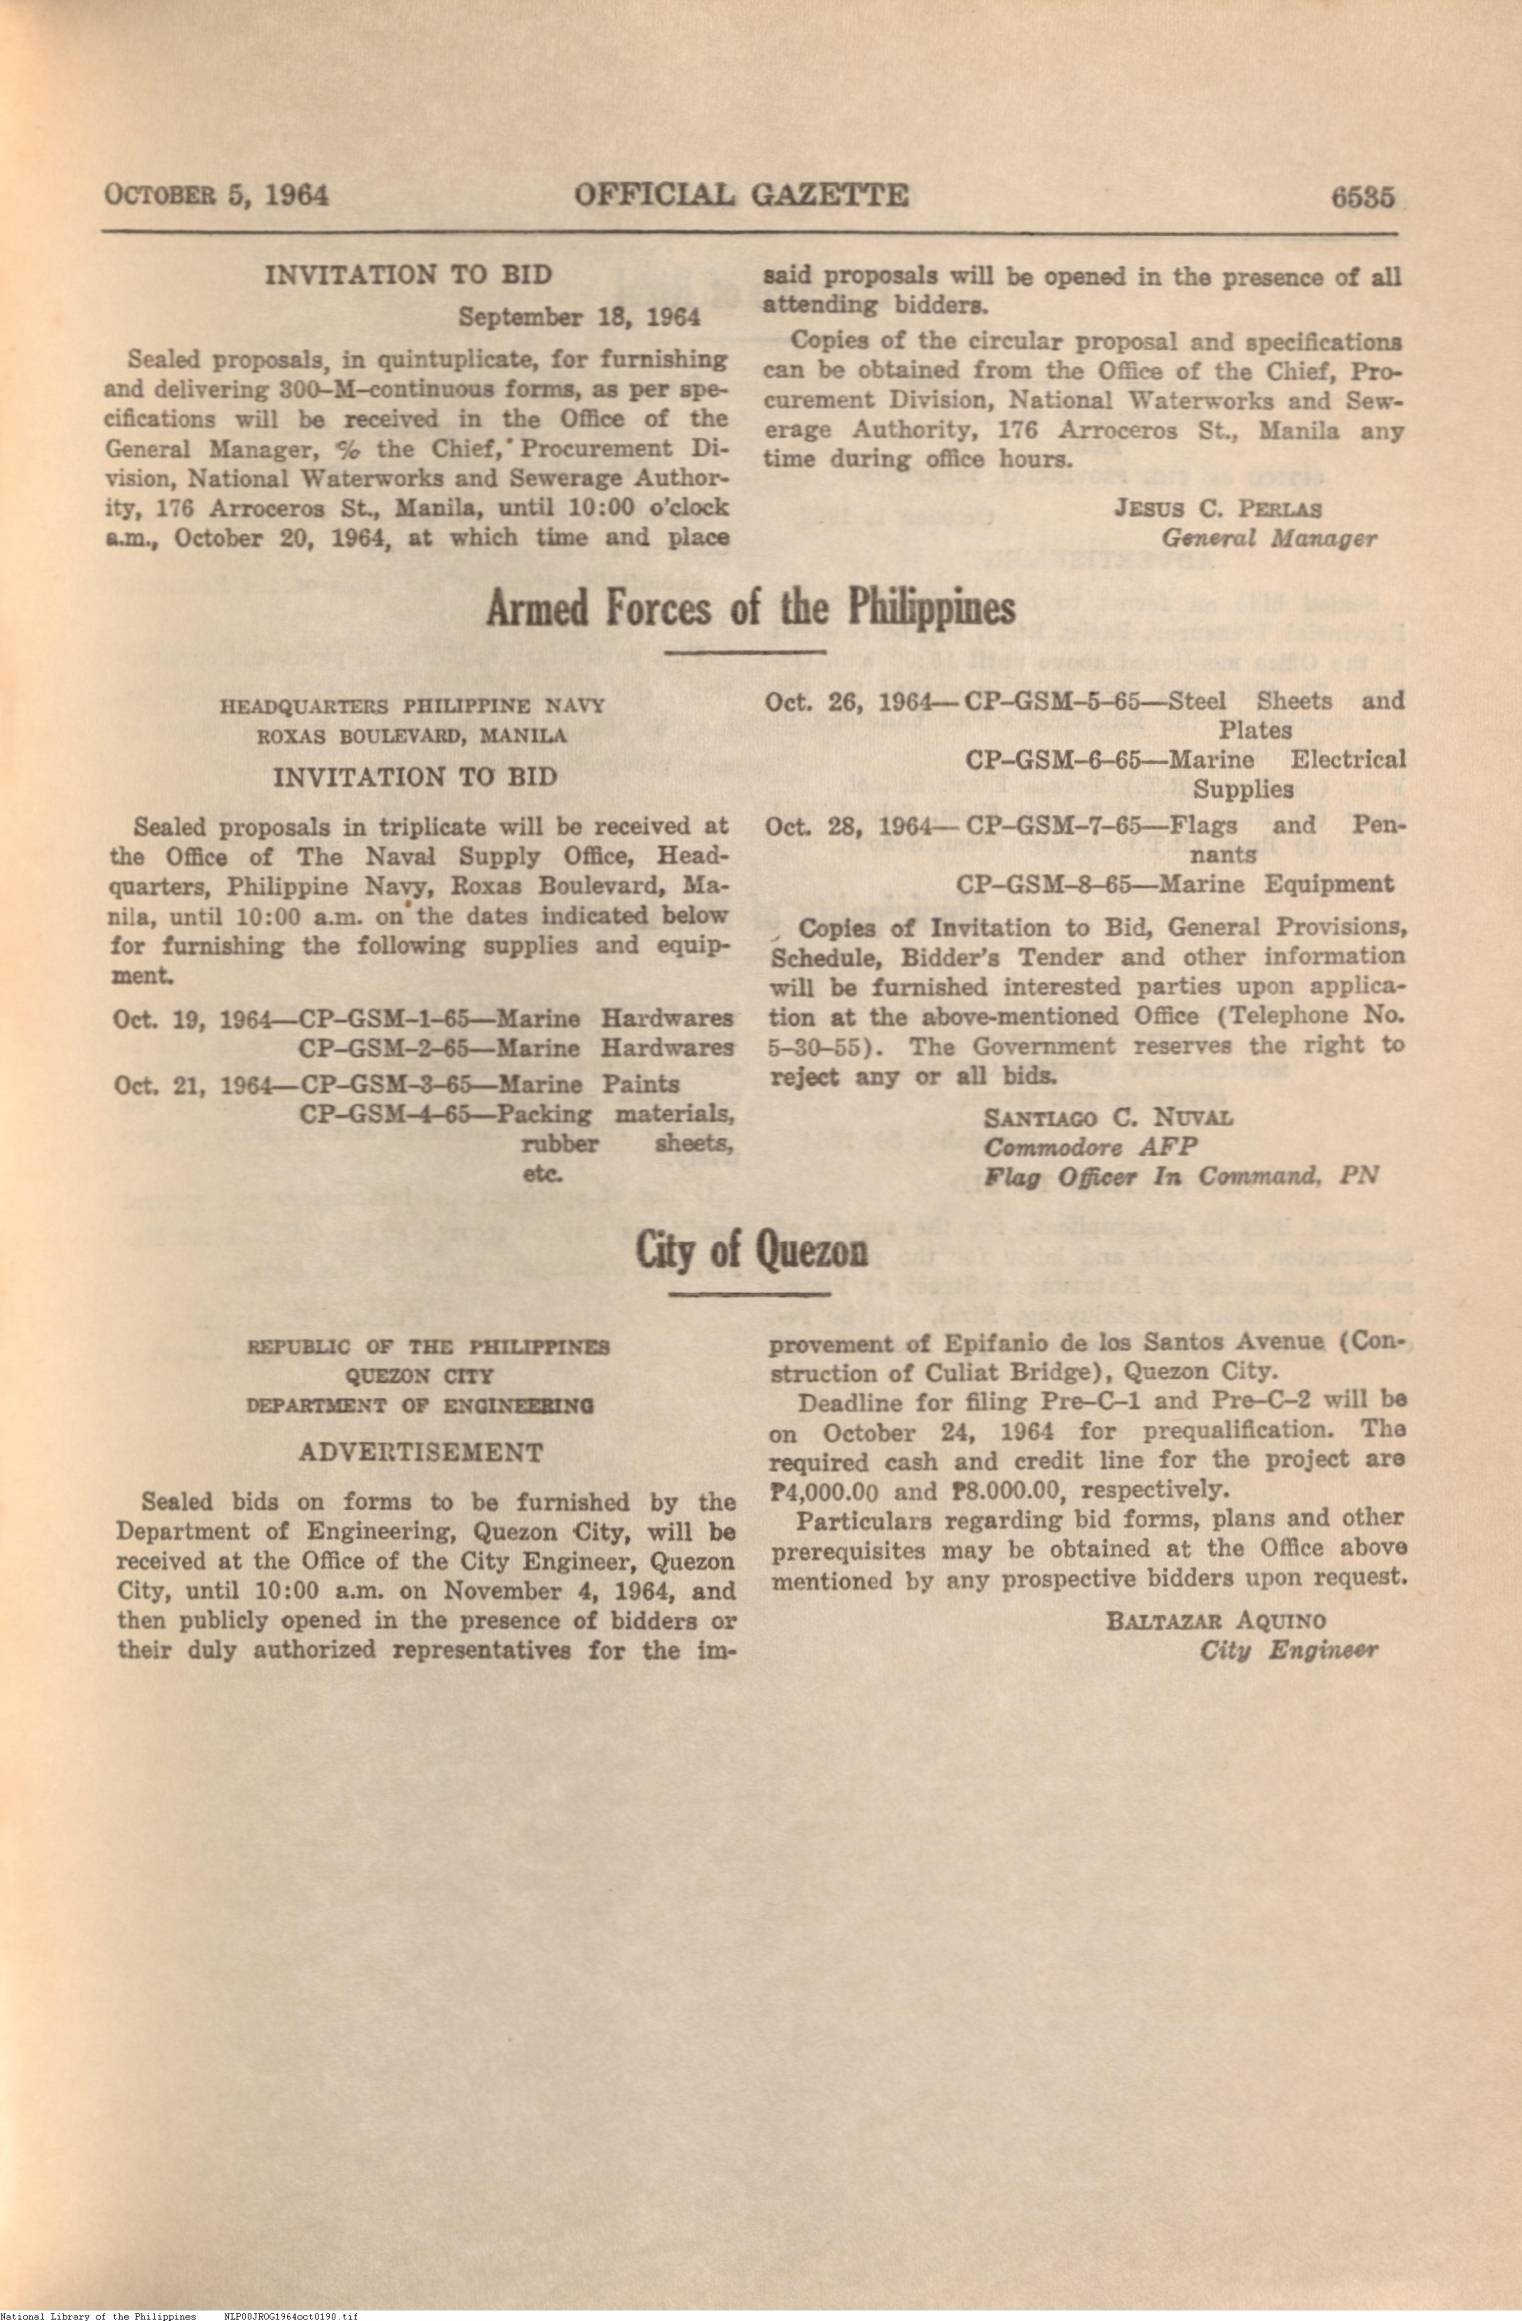 OCTOBER 5, 1964 OFFICIAL GAZETTE 6535
INVITATION TO BID
September 18, 1964
Sealed proposals, in quintuplicate, for furnishing
and delivering 300–M–continuous forms, as per spe-
cifications will be received in the Office of the
General Manager, ℅ the Chief, Procurement Di-
vision, National Waterworks and Sewerage Author-
ity, 176 Arroceros St., Manila, until 10:00 o'clock
a.m., October 20, 1964, at which time and place
said proposals will be opened in the presence of all
attending bidders.
Copies of the circular proposal and specifications
can be obtained from the Office of the Chief, Pro-
curement Division, National Waterworks and Sew-
erage Authority, 176 Arroceros St., Manila any
time during office hours.
JESUS C. PERLAS
General Manager
Armed Forces of the Philippines
HEADQUARTERS PHILIPPINE NAVY
ROXAS BOULEVARD, MANILA
INVITATION TO BID
Sealed proposals in triplicate will be received at
the Office of The Naval Supply Office, Head-
quarters, Philippine Navy, Roxas Boulevard, Ma-
nila, until 10:00 a.m. on the dates indicated below
for furnishing the following supplies and equip-
ment.
Oct. 19, 1964—CP–GSM–1–65—Marine Hardwares
CP–GSM–2–65—Marine Hardwares
Oct. 21, 1964—CP–GSM–3–65—Marine Paints
CP–GSM–4–65—Packing materials,
rubber sheets,
etc.
Oct. 26, 1964—CP–GSM–5–65—Steel Sheets and
Plates
CP–GSM–6–65—Marine Electrical
Supplies
Oct. 28, 1964—CP–GSM–7–65—Flags and Pen-
nants
CP–GSM–8–65—Marine Equipment
Copies of Invitation to Bid, General Provisions,
Schedule, Bidder's Tender and other information
will be furnished interested parties upon applica-
tion at the above-mentioned Office (Telephone No.
5–30–55). The Government reserves the right to
reject any or all bids.
SANTIAGO C. NUVAL
Commodore AFP
Flag Officer In Command, PN
City of Quezon
REPUBLIC OF THE PHILIPPINES
QUEZON CITY
DEPARTMENT OF ENGINEERING
ADVERTISEMENT
Sealed bids on forms to be furnished by the
Department of Engineering, Quezon City, will be
received at the Office of the City Engineer, Quezon
City, until 10:00 a.m. on November 4, 1964, and
then publicly opened in the presence of bidders or
their duly authorized representatives for the im-
provement of Epifanio de los Santos Avenue (Con-
struction of Culiat Bridge), Quezon City.
Deadline for filing Pre–C–1 and Pre–C–2 will be
on October 24, 1964 for prequalification. The
required cash and credit line for the project are
₱4,000.00 and ₱8.000.00, respectively.
Particulars regarding bid forms, plans and other
prerequisites may be obtained at the Office above
mentioned by any prospective bidders upon request.
BALTAZAR AQUINO
City Engineer
National Library of the Philippines NLP00JROG1964oct0190.tif